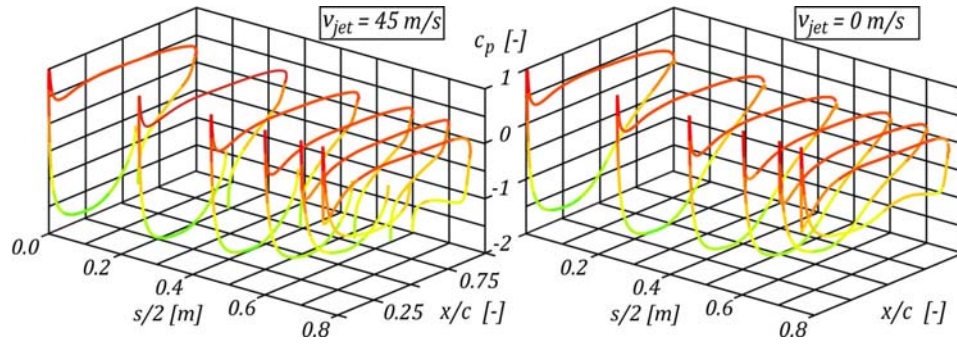 v_jet = 45 m/s
v_jet = 0 m/s
c_p [-]
1
0
-1
-2
0.0
0.2
0.4
0.6
0.8
s/2 [m]
0.25
0.75
x/c [-]
0.2
0.4
0.6
0.8
s/2 [m]
x/c [-]